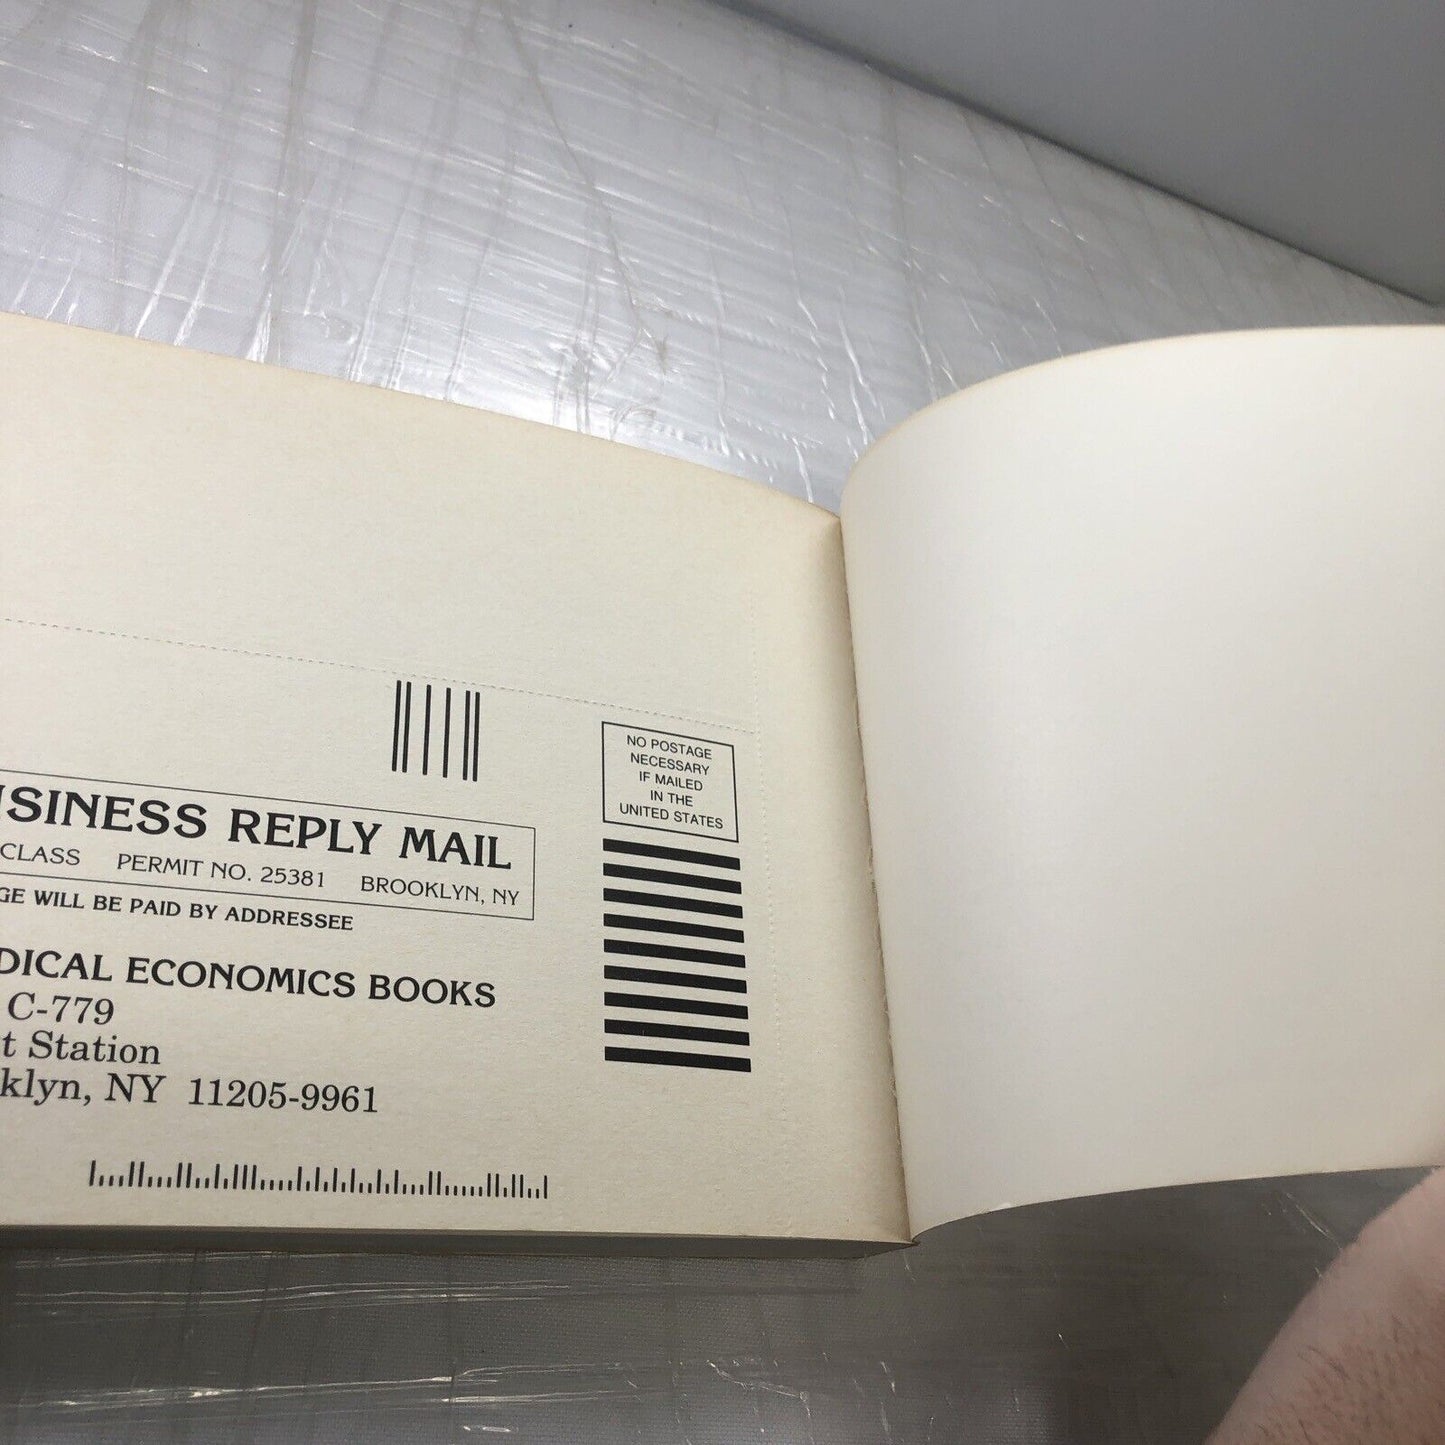 NO POSTAGE
NECESSARY
IF MAILED
IN THE
UNITED STATES
USINESS REPLY MAIL
CLASS PERMIT NO. 25381 BROOKLYN, NY
GE WILL BE PAID BY ADDRESSEE
DICAL ECONOMICS BOOKS
C-779
t Station
klyn, NY 11205-9961